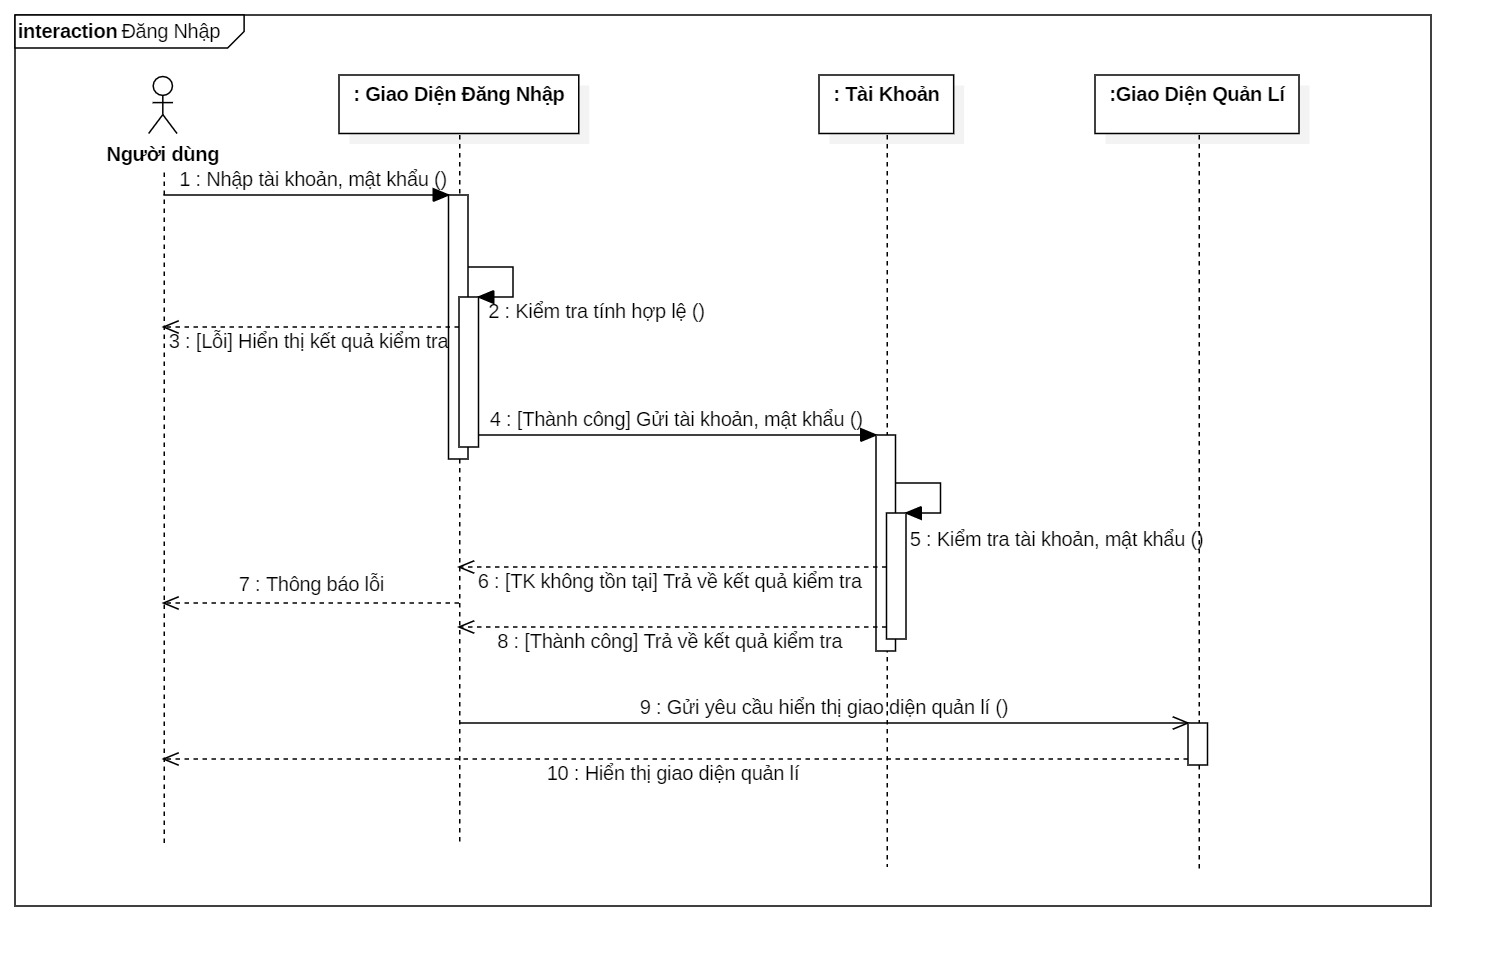 interaction Đăng Nhập
: Giao Diện Đăng Nhập
: Tài Khoản
:Giao Diện Quản Lí
Người dùng
1 : Nhập tài khoản, mật khẩu ()
2 : Kiểm tra tính hợp lệ ()
3 : [Lỗi] Hiển thị kết quả kiểm tra
4 : [Thành công] Gửi tài khoản, mật khẩu ()
5 : Kiểm tra tài khoản, mật khẩu ()
6 : [TK không tồn tại] Trả về kết quả kiểm tra
7 : Thông báo lỗi
8 : [Thành công] Trả về kết quả kiểm tra
9 : Gửi yêu cầu hiển thị giao diện quản lí ()
10 : Hiển thị giao diện quản lí